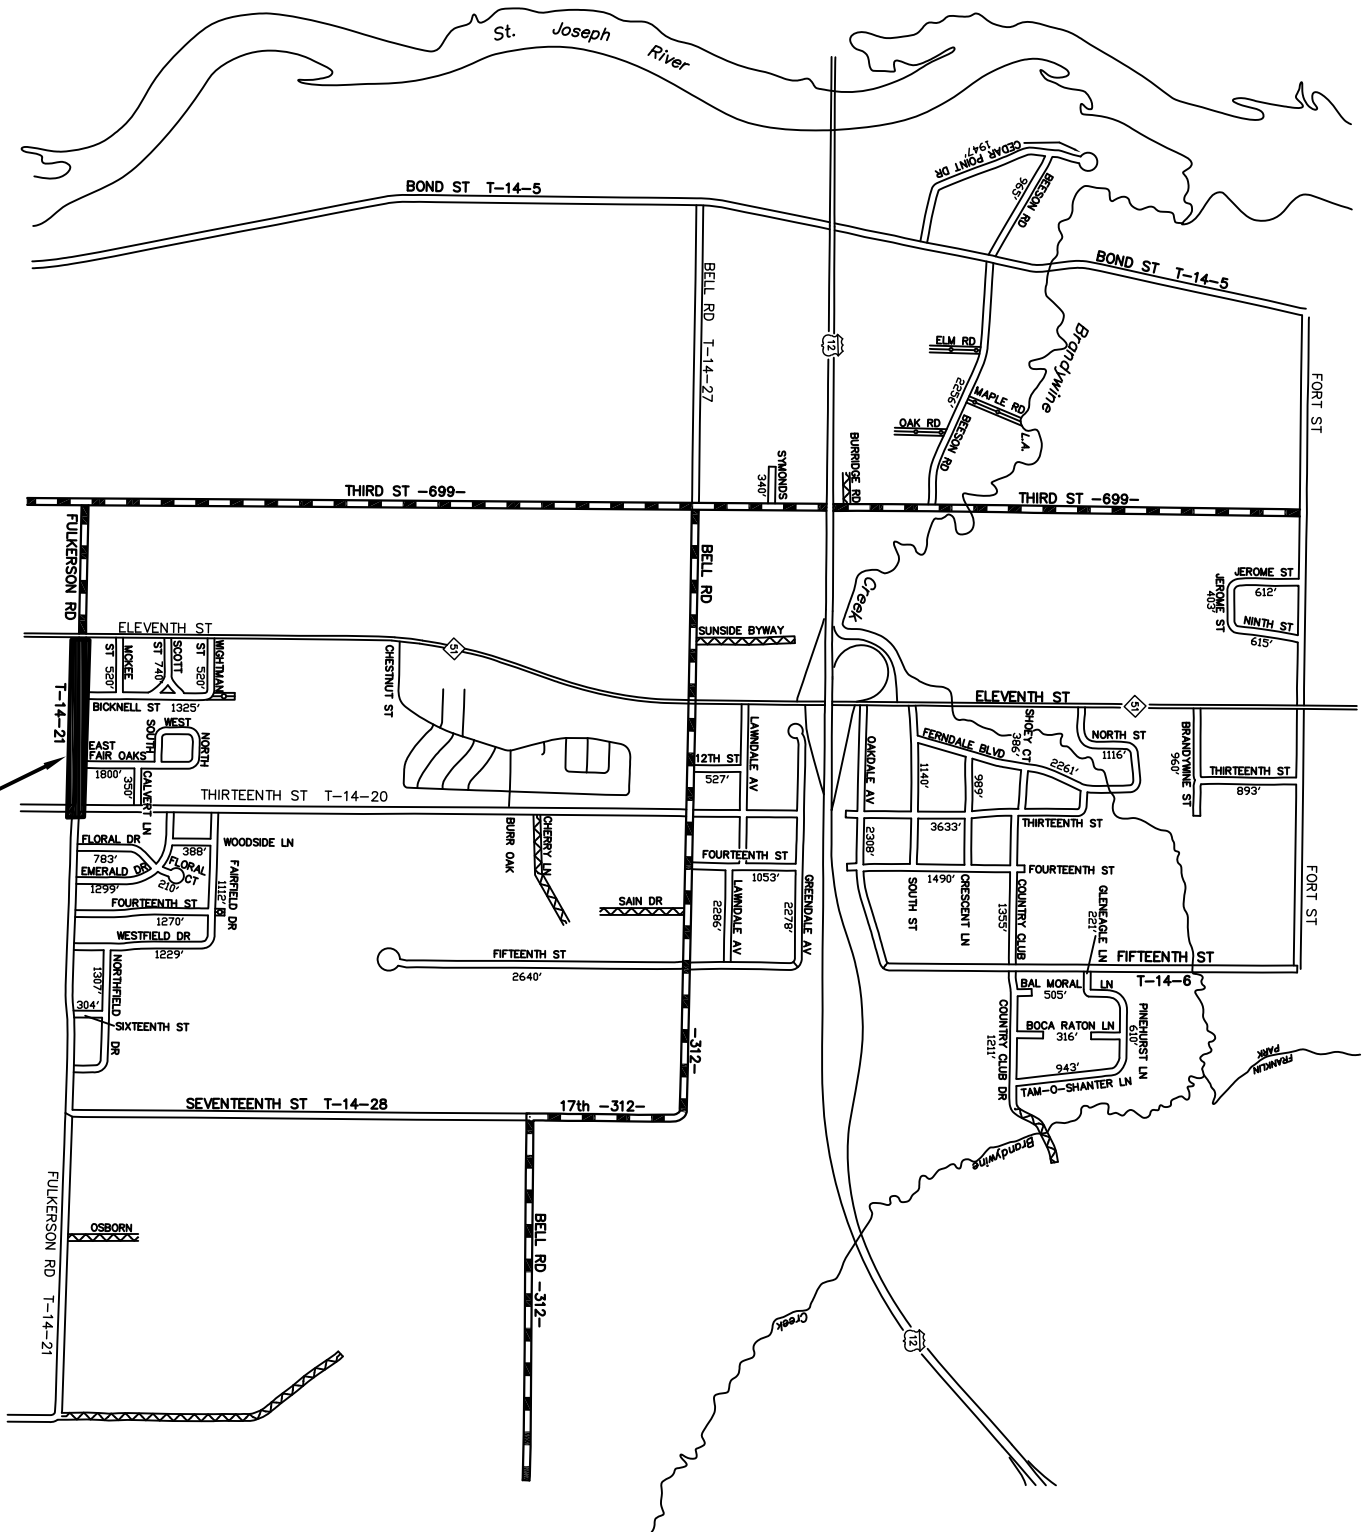 St. Joseph River
CEDAR POINT DR
1947'
BEESON RD
965'
BOND ST T-14-5
BOND ST T-14-5
BELL RD T-14-27
12
Brandywine
ELM RD
MAPLE RD
2256'
L.A.
OAK RD
BEESON RD
FORT ST
SYMONDS
340'
BURRIDGE RD
THIRD ST -699-
THIRD ST -699-
FULKERSON RD
BELL RD
Creek
JEROME ST
612'
JEROME ST
403'
NINTH ST
615'
ELEVENTH ST
SUNSIDE BYWAY
MCKEE
ST 520'
SCOTT
ST 740'
WIGHTMAN
ST 520'
CHESTNUT ST
51
ELEVENTH ST
51
T-14-21
BICKNELL ST 1325'
WEST
SOUTH
NORTH
EAST
FAIR OAKS
1800'
350'
CALVERT LN
12TH ST
527'
LAWNDALE AV
OAKDALE AV
FERNDALE BLVD
SHOEY CT
386'
2261'
NORTH ST
1116'
BRANDYWINE ST
960'
THIRTEENTH ST
893'
1140'
989'
THIRTEENTH ST T-14-20
3633'
THIRTEENTH ST
FLORAL DR
783'
EMERALD DR
1299'
FLORAL CT
210'
388'
WOODSIDE LN
FAIRFIELD DR
1112'
BURR OAK
CHERRY LN
FOURTEENTH ST
1053'
2308'
FOURTEENTH ST
1490'
FOURTEENTH ST
1270'
WESTFIELD DR
1229'
SAIN DR
LAWNDALE AV
2286'
GREENDALE AV
2278'
SOUTH ST
CRESCENT LN
COUNTRY CLUB
1355'
GLENEAGLE LN
221'
FORT ST
FIFTEENTH ST
2640'
FIFTEENTH ST
T-14-6
NORTHFIELD DR
1307'
304'
SIXTEENTH ST
BAL MORAL LN
505'
BOCA RATON LN
316'
PINEHURST LN
610'
943'
TAM-O-SHANTER LN
COUNTRY CLUB DR
1211'
FRANKLIN
PARK
-312-
SEVENTEENTH ST T-14-28
17th -312-
Brandywine
FULKERSON RD T-14-21
OSBORN
BELL RD -312-
Creek
12